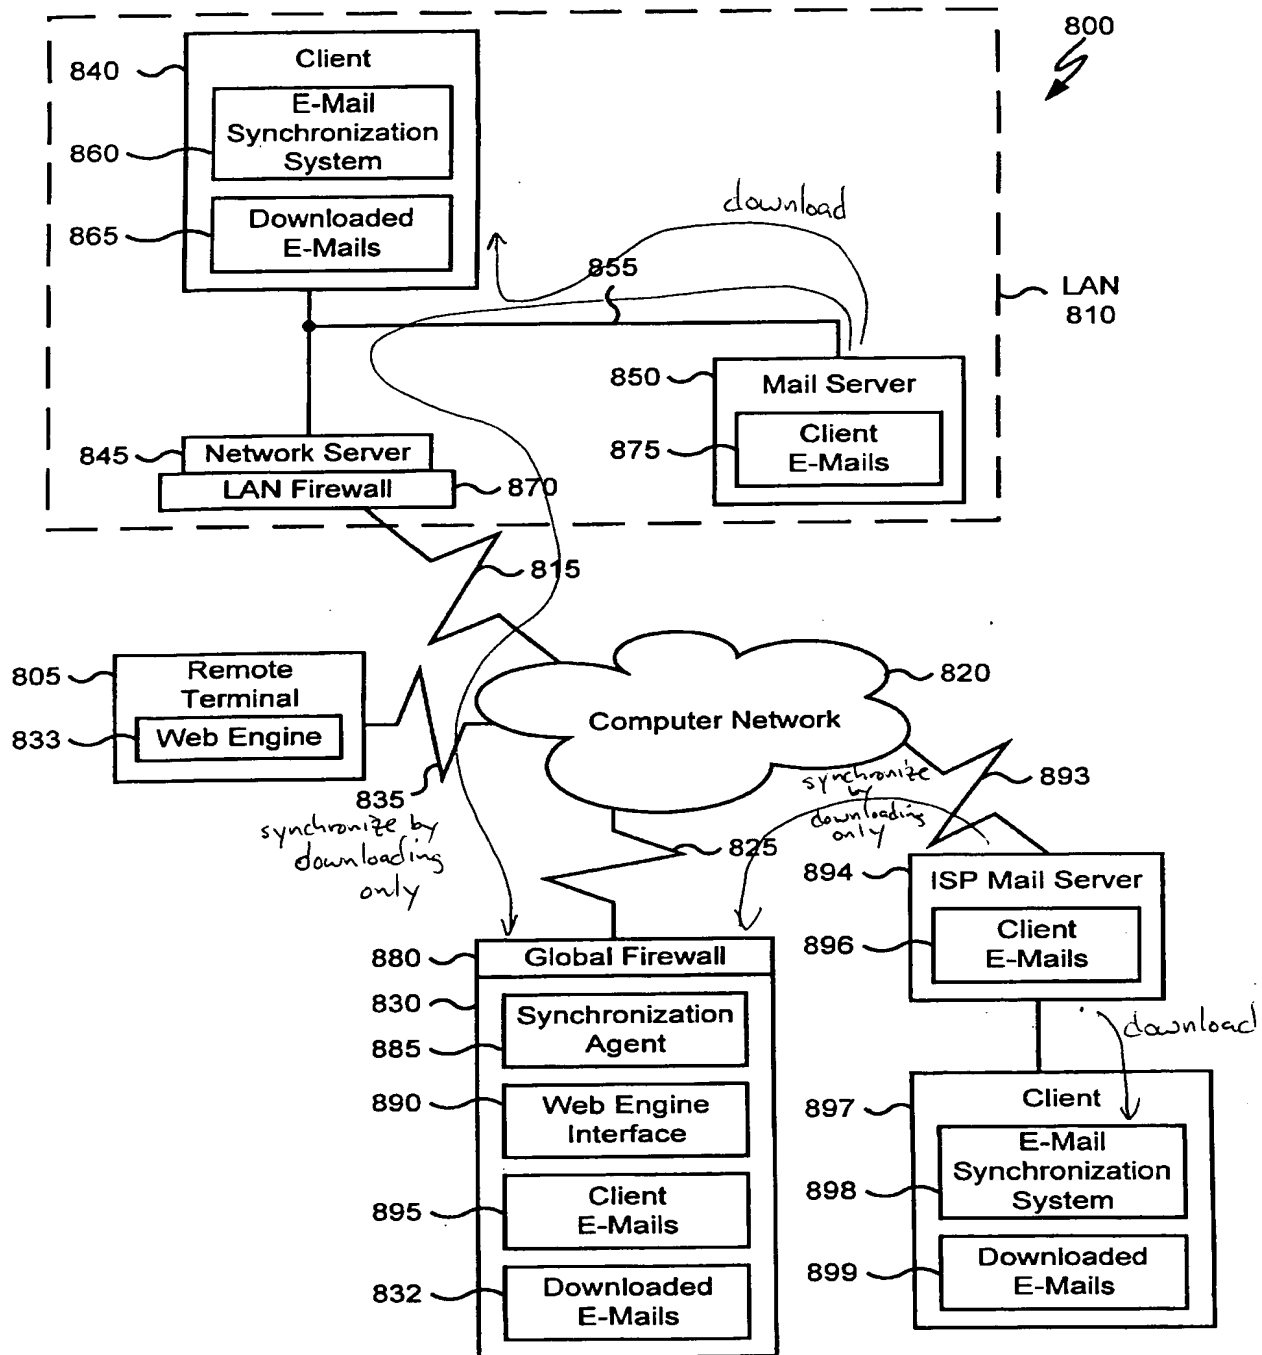 800
840
Client
E-Mail
Synchronization
System
860
Downloaded
E-Mails
865
download
855
LAN
810
850
Mail Server
Client
E-Mails
875
845
Network Server
LAN Firewall
870
815
805
Remote
Terminal
833
Web Engine
820
Computer Network
835
synchronize by
downloading
only
synchronize
by
downloading
only
893
825
894
ISP Mail Server
Client
E-Mails
896
download
880
Global Firewall
830
Synchronization
Agent
885
890
Web Engine
Interface
895
Client
E-Mails
832
Downloaded
E-Mails
897
Client
E-Mail
Synchronization
System
898
Downloaded
E-Mails
899